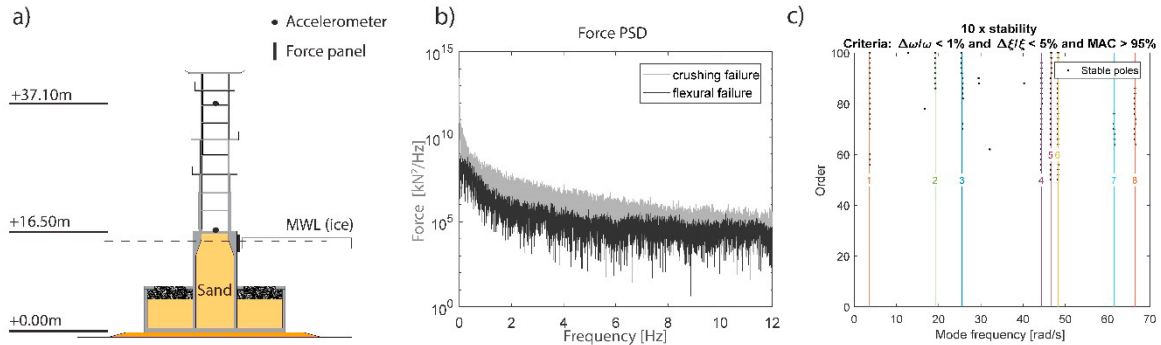 a)
Accelerometer
Force panel
+37.10m
+16.50m
MWL (ice)
Sand
+0.00m
b)
Force PSD
10^15
10^10
10^5
10^0
Force [kN²/Hz]
crushing failure
flexural failure
0 2 4 6 8 10 12
Frequency [Hz]
c)
10 x stability
Criteria: Δω/ω < 1% and Δξ/ξ < 5% and MAC > 95%
Stable poles
100
80
60
40
20
0
Order
1 2 3 4 5 6 7 8
0 10 20 30 40 50 60 70
Mode frequency [rad/s]